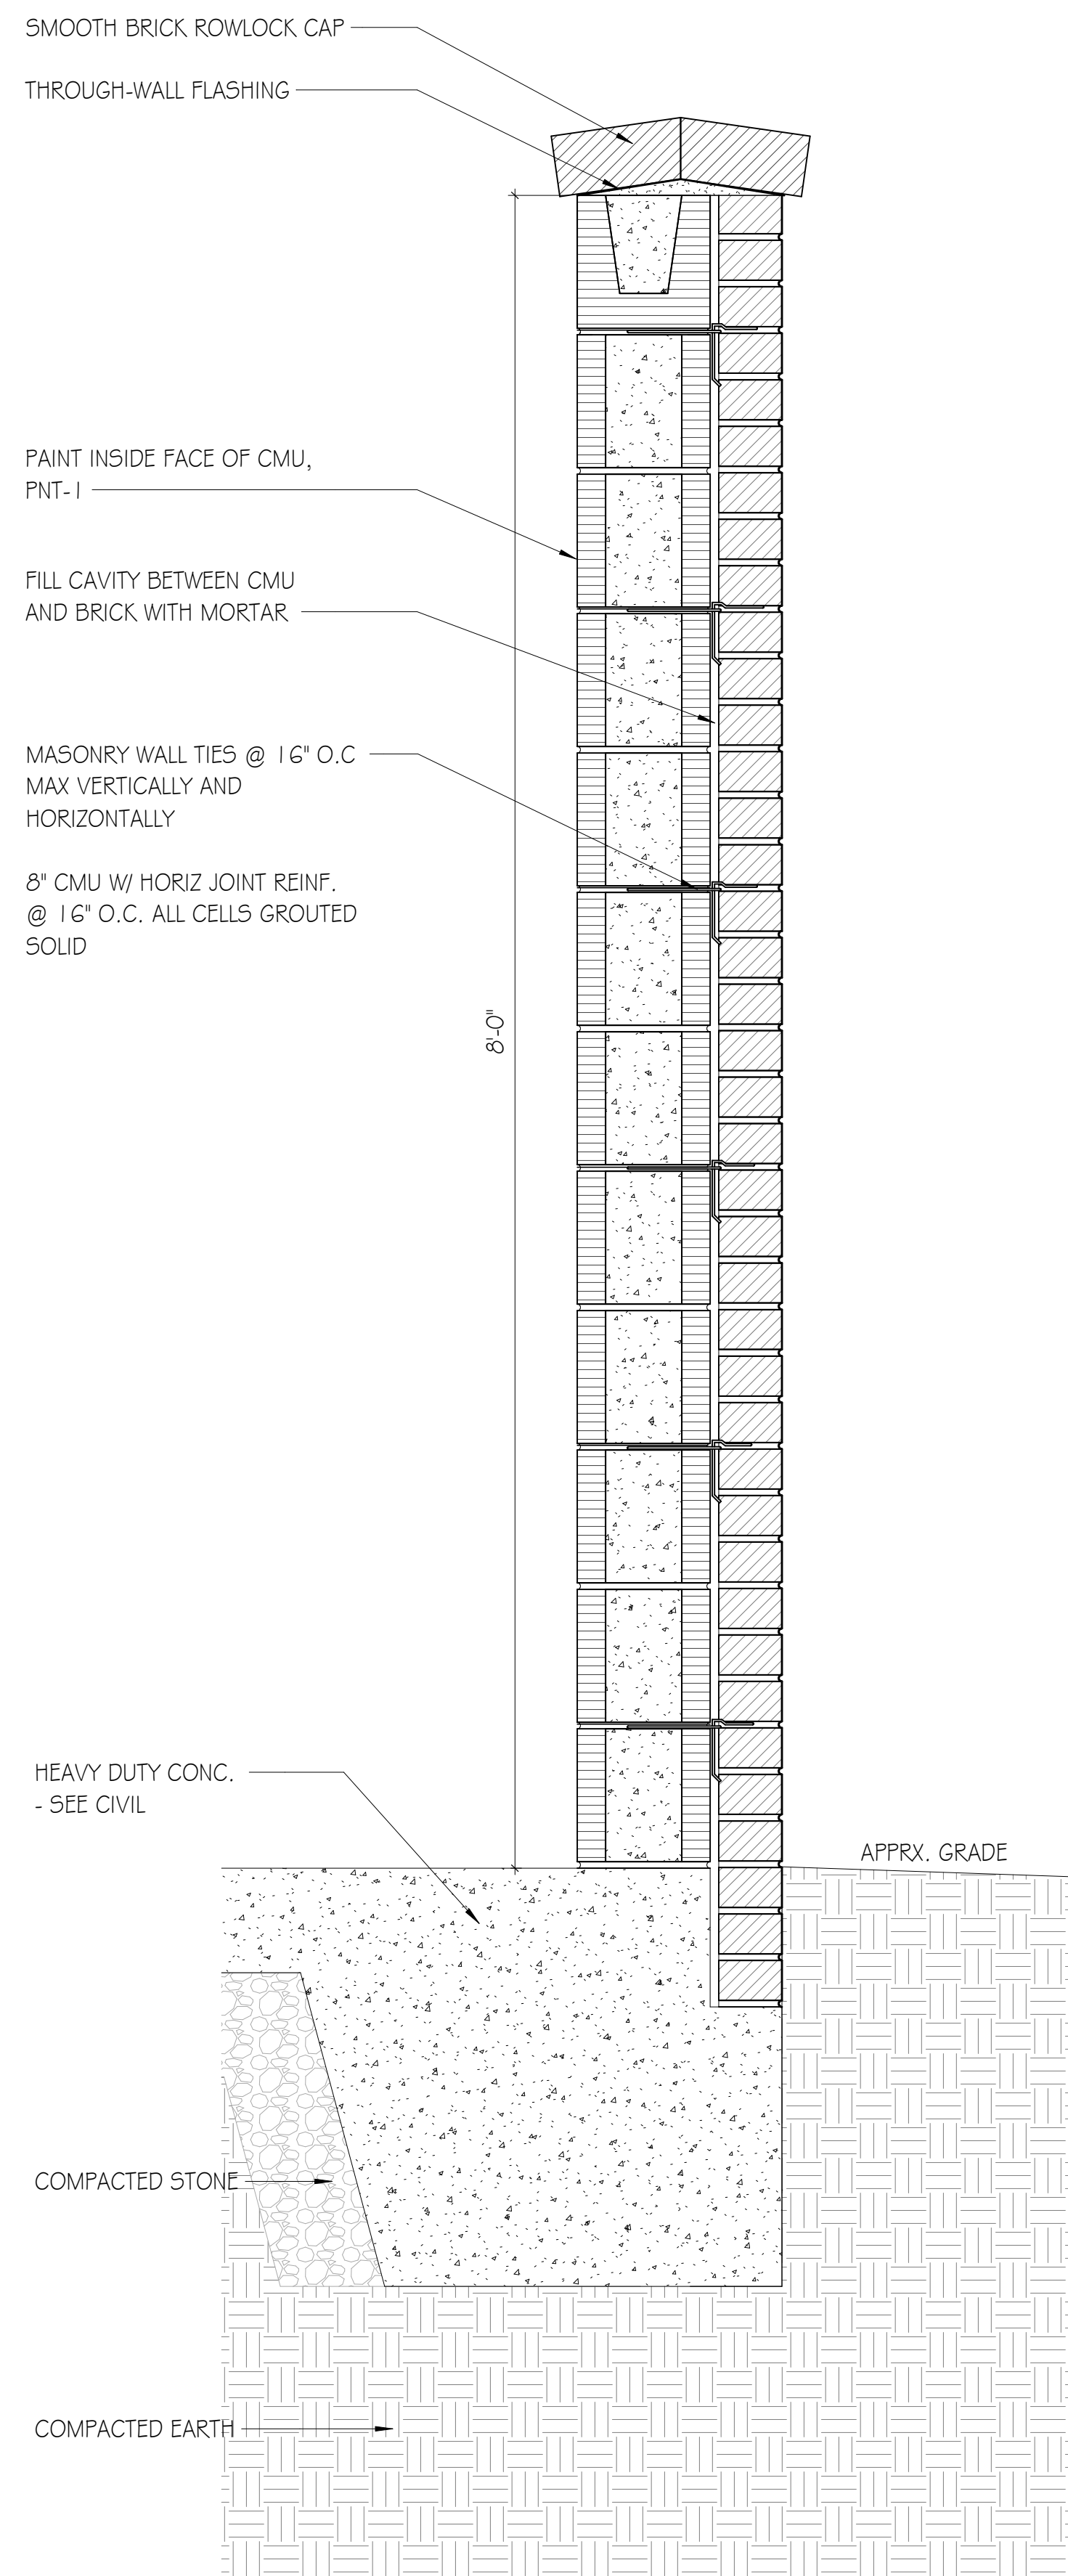 SMOOTH BRICK ROWLOCK CAP
THROUGH-WALL FLASHING
PAINT INSIDE FACE OF CMU,
PNT-1
FILL CAVITY BETWEEN CMU
AND BRICK WITH MORTAR
MASONRY WALL TIES @ 16" O.C
MAX VERTICALLY AND
HORIZONTALLY
8" CMU W/ HORIZ JOINT REINF.
@ 16" O.C. ALL CELLS GROUTED
SOLID
8'-0"
HEAVY DUTY CONC.
- SEE CIVIL
APPRX. GRADE
COMPACTED STONE
COMPACTED EARTH